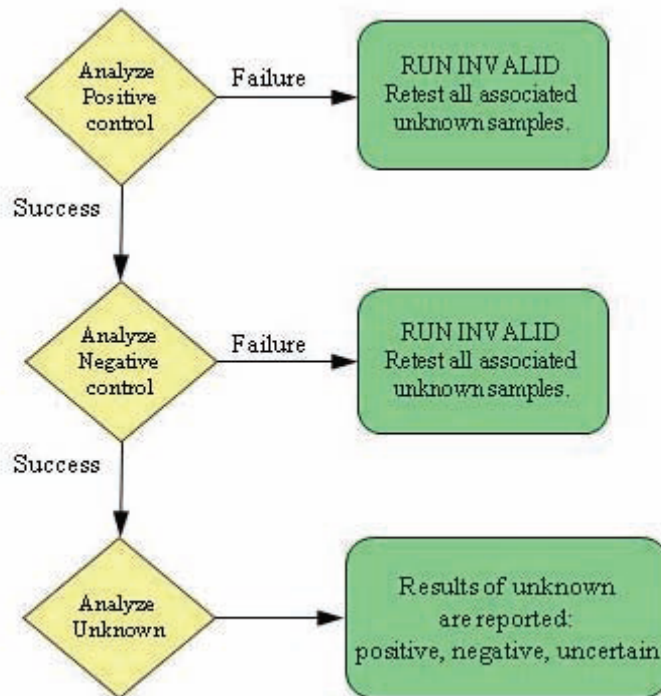 Analyze
Positive
control
Failure
RUN INVALID
Retest all associated
unknown samples.
Success
Analyze
Negative
control
Failure
RUN INVALID
Retest all associated
unknown samples.
Success
Analyze
Unknown
Results of unknown
are reported:
positive, negative, uncertain